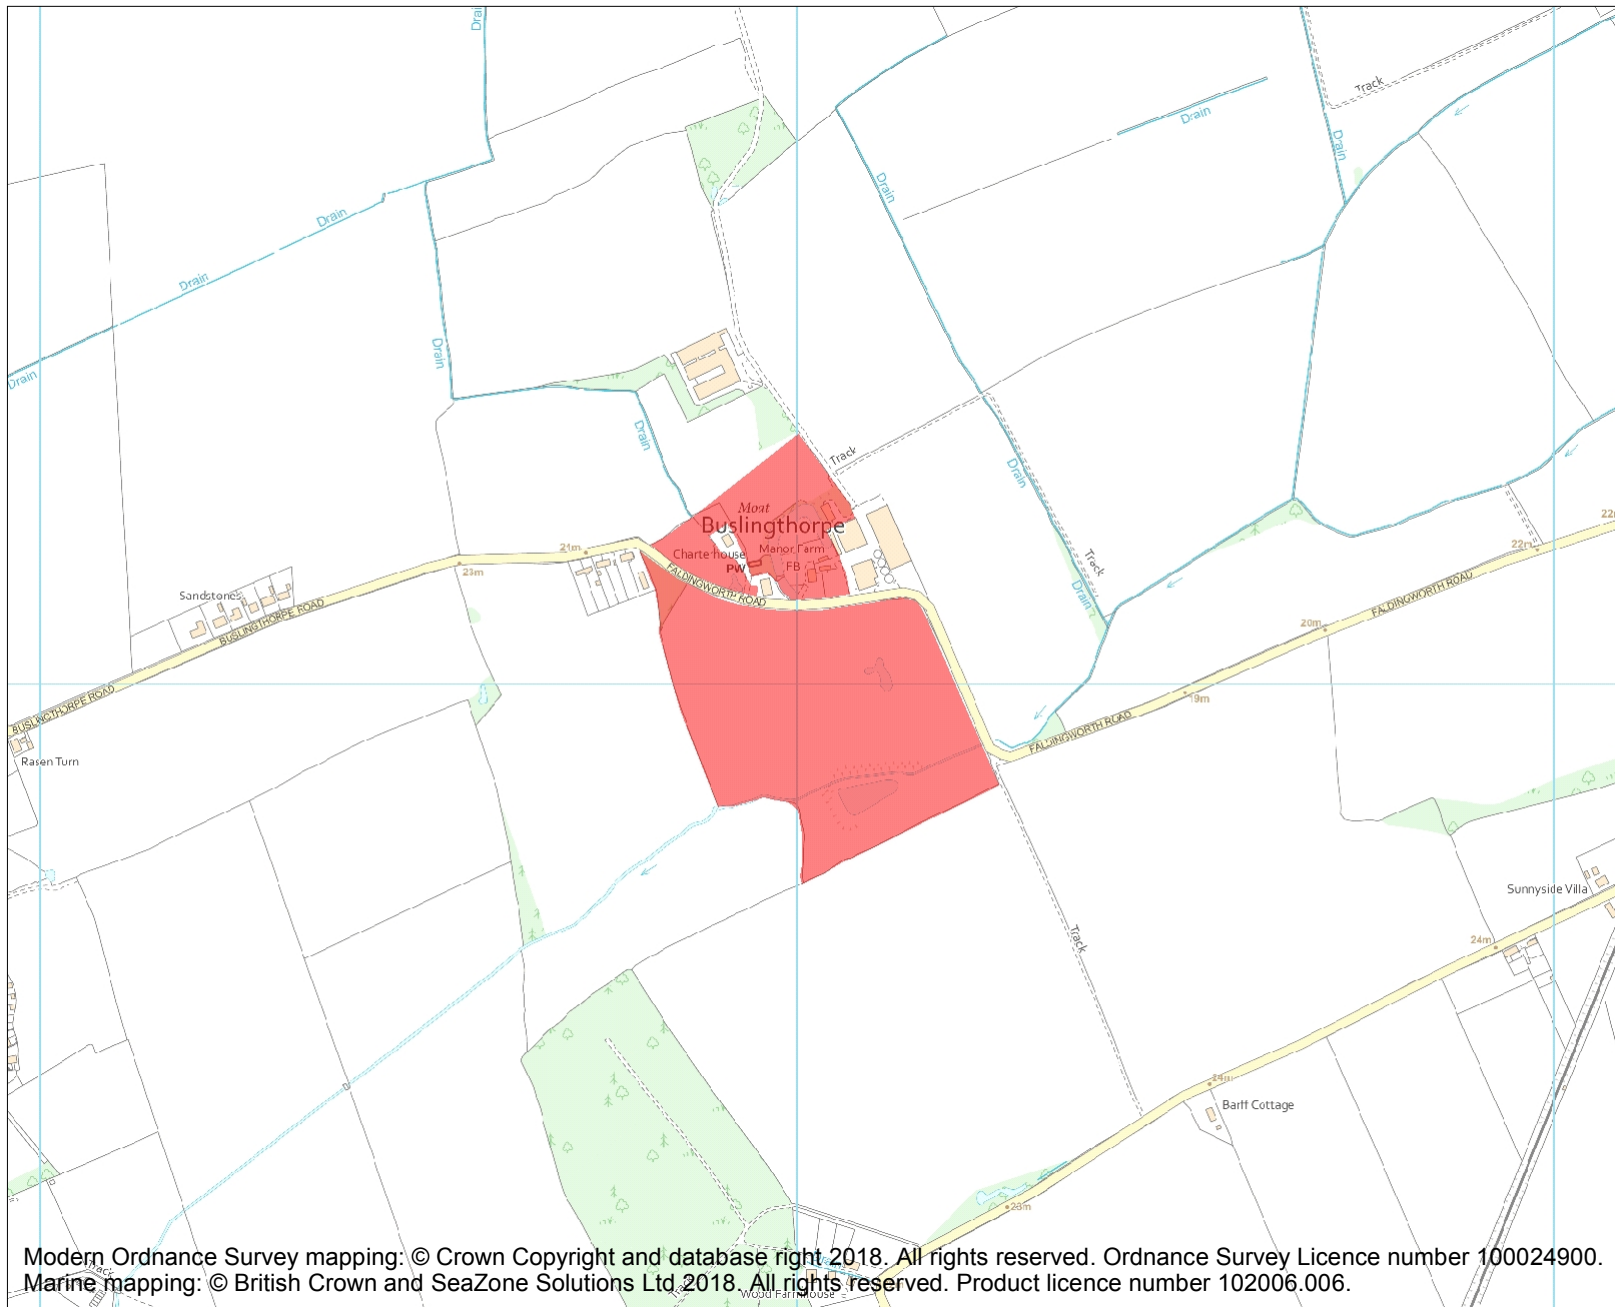 Drain
Track
Drain
Drain
Drain
Drain
Drain
Drain
Drain
Drain
Track
Drain
Drain
Moat
Buslingthorpe
22m
21m
Charterhouse
Manor Farm
PW
FB
FALDINGWORTH ROAD
23m
Track
Drain
FALDINGWORTH ROAD
Sandstones
BUSLINGTHORPE ROAD
20m
19m
BUSLINGTHORPE ROAD
FALDINGWORTH ROAD
Rasen Turn
Sunnyside Villa
Track
24m
24m
Barff Cottage
23m
Modern Ordnance Survey mapping: © Crown Copyright and database right 2018. All rights reserved. Ordnance Survey Licence number 100024900.
Marine mapping: © British Crown and SeaZone Solutions Ltd 2018. All rights reserved. Product licence number 102006.006.
Track
Track
Wood Farmhouse